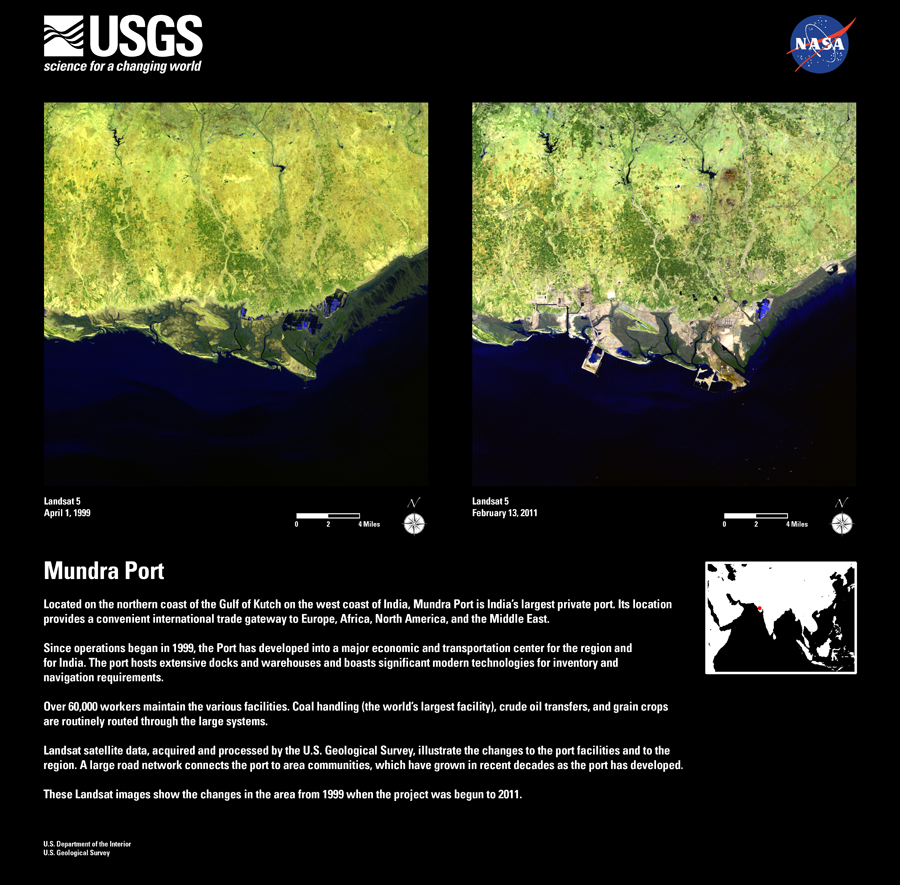 USGS
science for a changing world
NASA
Landsat 5
April 1, 1999
N
0 2 4 Miles
Landsat 5
February 13, 2011
N
0 2 4 Miles
Mundra Port
Located on the northern coast of the Gulf of Kutch on the west coast of India, Mundra Port is India's largest private port. Its location
provides a convenient international trade gateway to Europe, Africa, North America, and the Middle East.
Since operations began in 1999, the Port has developed into a major economic and transportation center for the region and
for India. The port hosts extensive docks and warehouses and boasts significant modern technologies for inventory and
navigation requirements.
Over 60,000 workers maintain the various facilities. Coal handling (the world's largest facility), crude oil transfers, and grain crops
are routinely routed through the large systems.
Landsat satellite data, acquired and processed by the U.S. Geological Survey, illustrate the changes to the port facilities and to the
region. A large road network connects the port to area communities, which have grown in recent decades as the port has developed.
These Landsat images show the changes in the area from 1999 when the project was begun to 2011.
U.S. Department of the Interior
U.S. Geological Survey